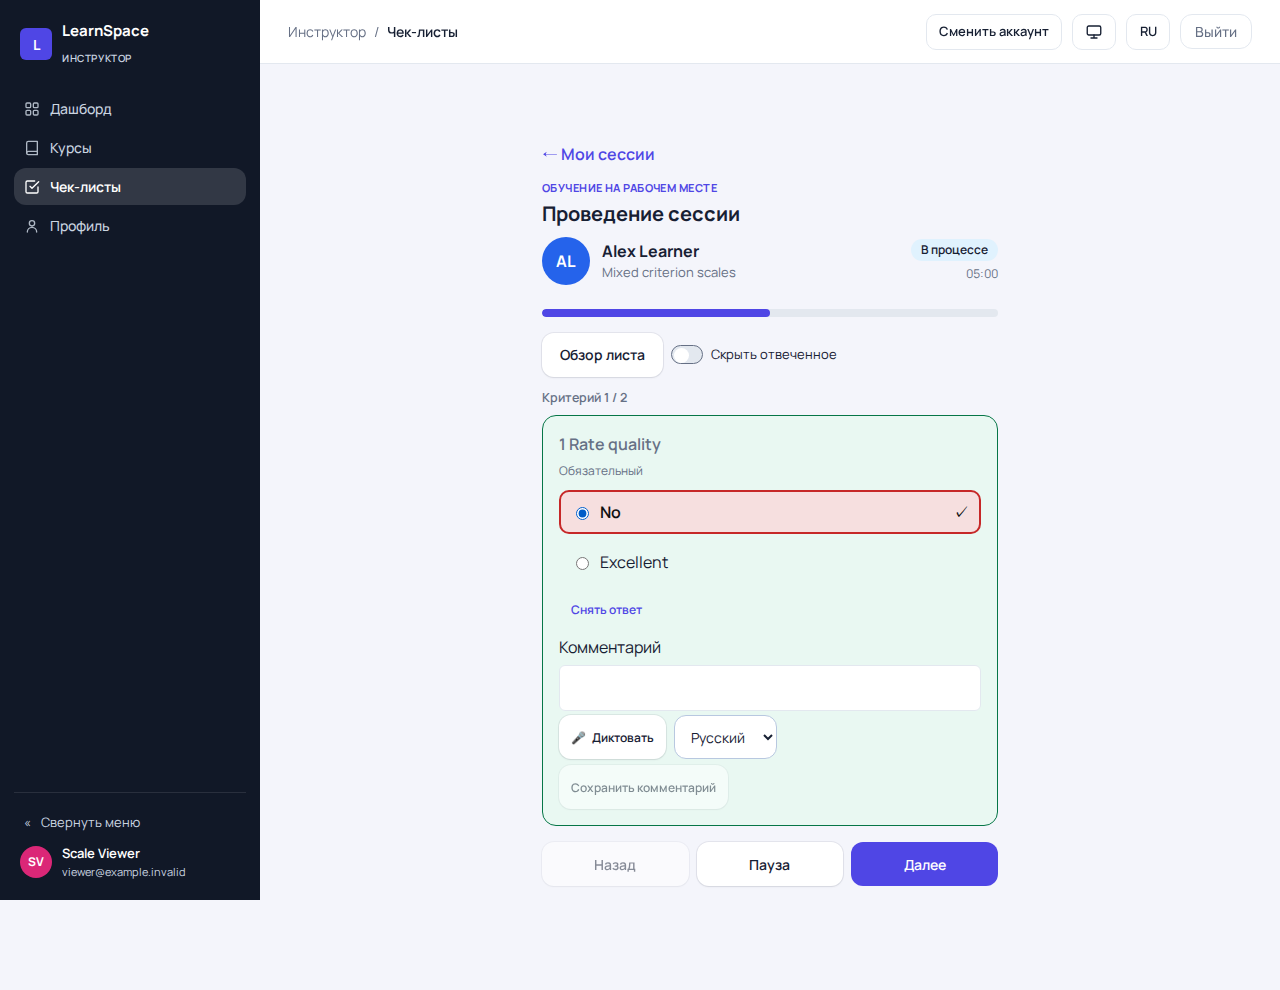 L
LearnSpace
ИНСТРУКТОР
Дашборд
Курсы
Чек-листы
Профиль
« Свернуть меню
SV
Scale Viewer
viewer@example.invalid
Инструктор / Чек-листы
Сменить аккаунт
RU
Выйти
← Мои сессии
ОБУЧЕНИЕ НА РАБОЧЕМ МЕСТЕ
Проведение сессии
AL
Alex Learner
Mixed criterion scales
В процессе
05:00
Обзор листа
Скрыть отвеченное
Критерий 1 / 2
1 Rate quality
Обязательный
No ✓
Excellent
Снять ответ
Комментарий
Диктовать
Русский
Сохранить комментарий
Назад
Пауза
Далее